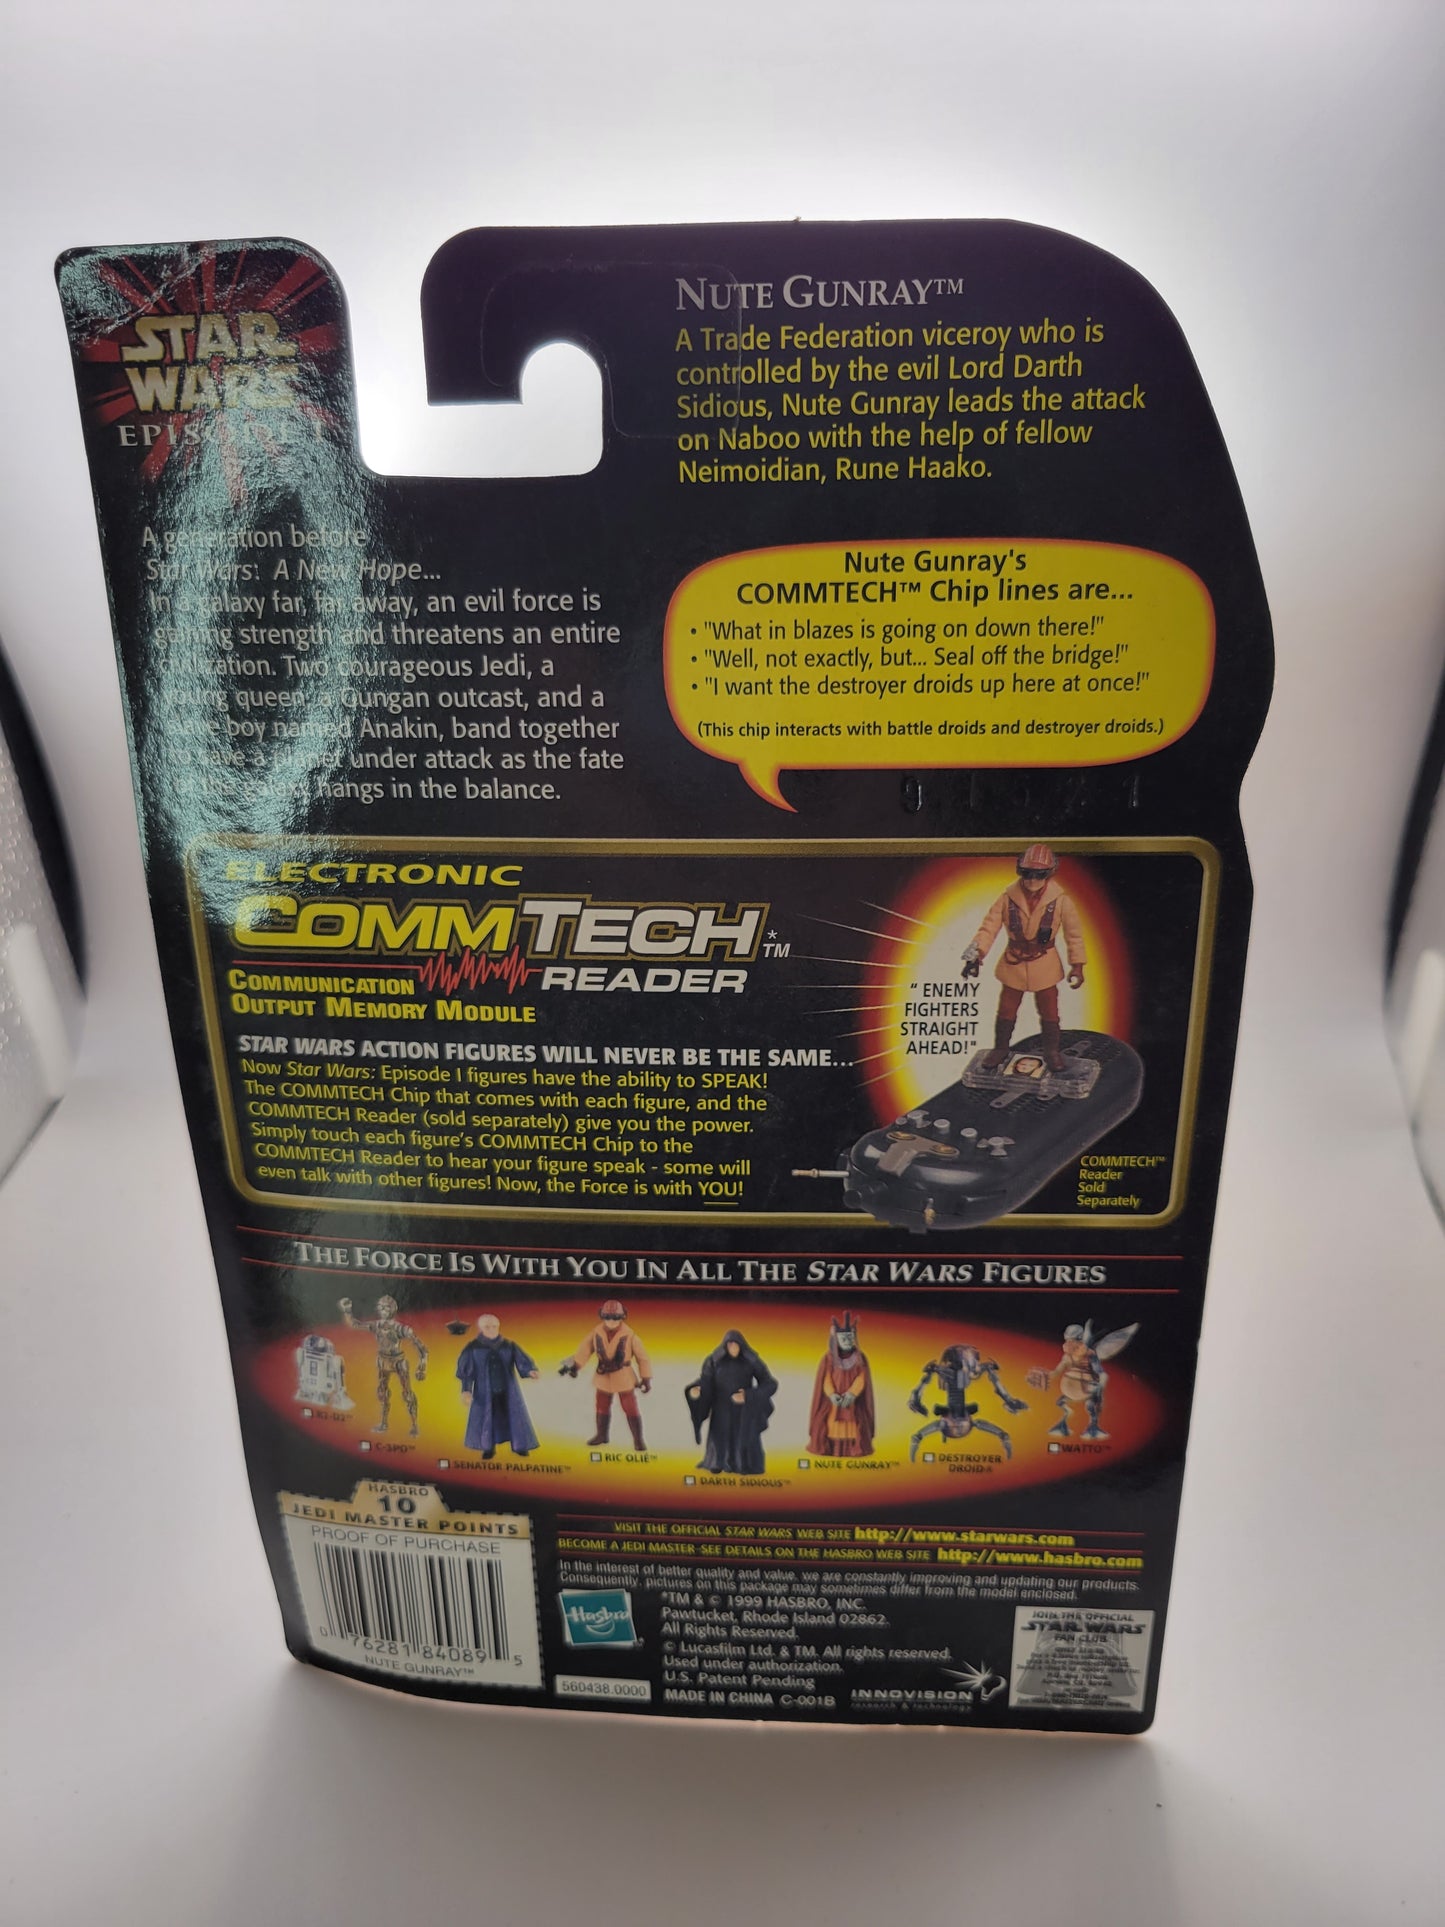 STAR
WARS
EPISODE I
NUTE GUNRAY™
A Trade Federation viceroy who is
controlled by the evil Lord Darth
Sidious, Nute Gunray leads the attack
on Naboo with the help of fellow
Neimoidian, Rune Haako.
A generation before
Star Wars: A New Hope...
In a galaxy far, far away, an evil force is
gaining strength and threatens an entire
civilization. Two courageous Jedi, a
young queen, a Gungan outcast, and a
boy named Anakin, band together
to save a planet under attack as the fate
of the galaxy hangs in the balance.
Nute Gunray's
COMMTECH™ Chip lines are...
• "What in blazes is going on down there!"
• "Well, not exactly, but... Seal off the bridge!"
• "I want the destroyer droids up here at once!"
(This chip interacts with battle droids and destroyer droids.)
ELECTRONIC
COMMTECH*™
READER
COMMUNICATION
OUTPUT MEMORY MODULE
STAR WARS ACTION FIGURES WILL NEVER BE THE SAME...
Now Star Wars: Episode I figures have the ability to SPEAK!
The COMMTECH Chip that comes with each figure, and the
COMMTECH Reader (sold separately) give you the power.
Simply touch each figure's COMMTECH Chip to the
COMMTECH Reader to hear your figure speak - some will
even talk with other figures! Now, the Force is with YOU!
" ENEMY
FIGHTERS
STRAIGHT
AHEAD!"
COMMTECH™
Reader
Sold
Separately
THE FORCE IS WITH YOU IN ALL THE STAR WARS FIGURES
R2-D2™
C-3PO™
SENATOR PALPATINE™
RIC OLIÉ™
DARTH SIDIOUS™
NUTE GUNRAY™
DESTROYER
DROID®
WATTO™
HASBRO
10
JEDI MASTER POINTS
PROOF OF PURCHASE
0 76281 84089 5
NUTE GUNRAY™
VISIT THE OFFICIAL STAR WARS WEB SITE http://www.starwars.com
BECOME A JEDI MASTER-SEE DETAILS ON THE HASBRO WEB SITE http://www.hasbro.com
In the interest of better quality and value, we are constantly improving and updating our products.
Consequently, pictures on this package may sometimes differ from the model enclosed.
*TM & © 1999 HASBRO, INC.
Pawtucket, Rhode Island 02862.
All Rights Reserved.
© Lucasfilm Ltd. & TM. All rights reserved.
Used under authorization.
U.S. Patent Pending
MADE IN CHINA C-001B
Hasbro
560438.0000
INNOVISION
research & technology
JOIN THE OFFICIAL
STAR WARS
FAN CLUB